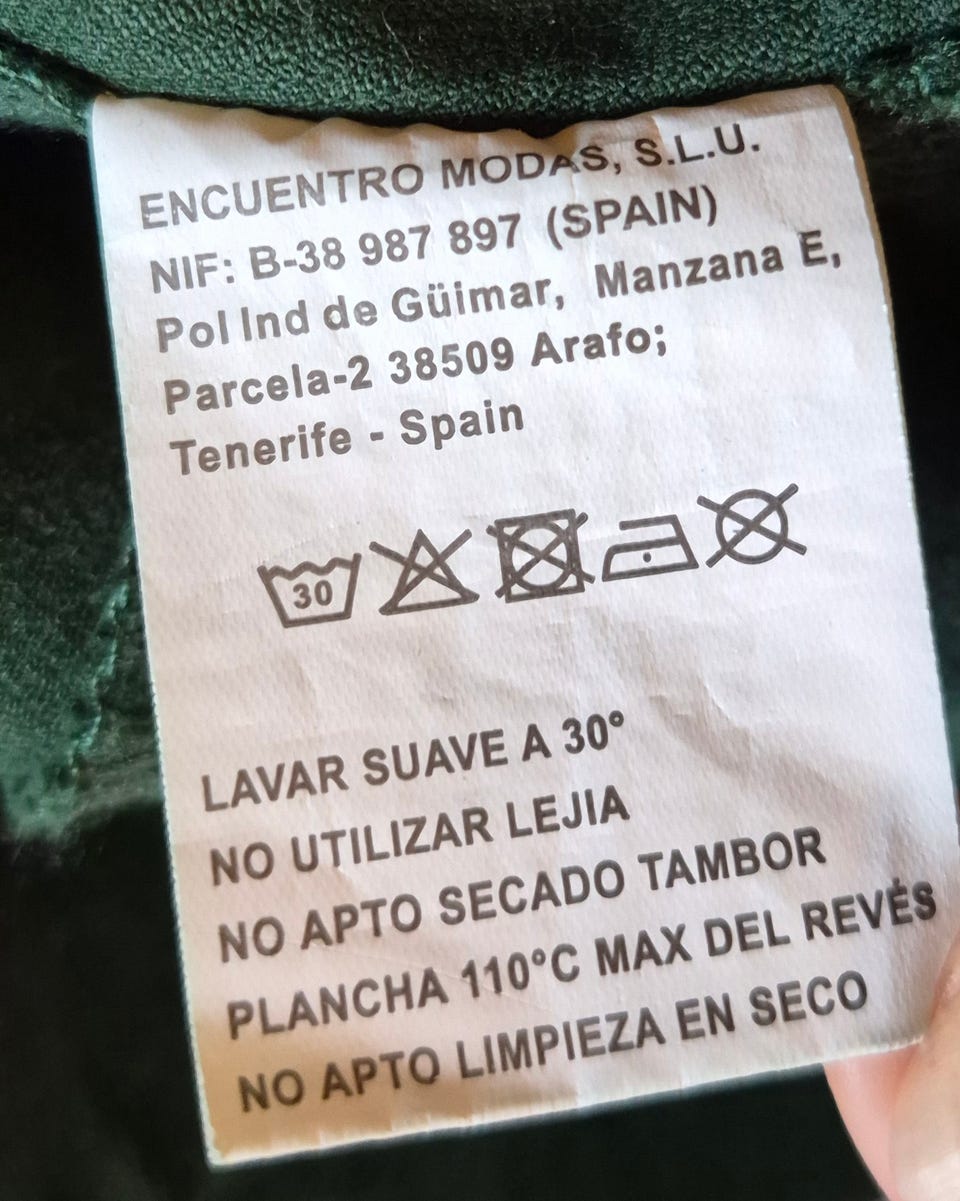 ENCUENTRO MODAS, S.L.U.
NIF: B-38 987 897 (SPAIN)
Pol Ind de Güimar, Manzana E,
Parcela-2 38509 Arafo;
Tenerife - Spain
30
LAVAR SUAVE A 30°
NO UTILIZAR LEJIA
NO APTO SECADO TAMBOR
PLANCHA 110°C MAX DEL REVÉS
NO APTO LIMPIEZA EN SECO